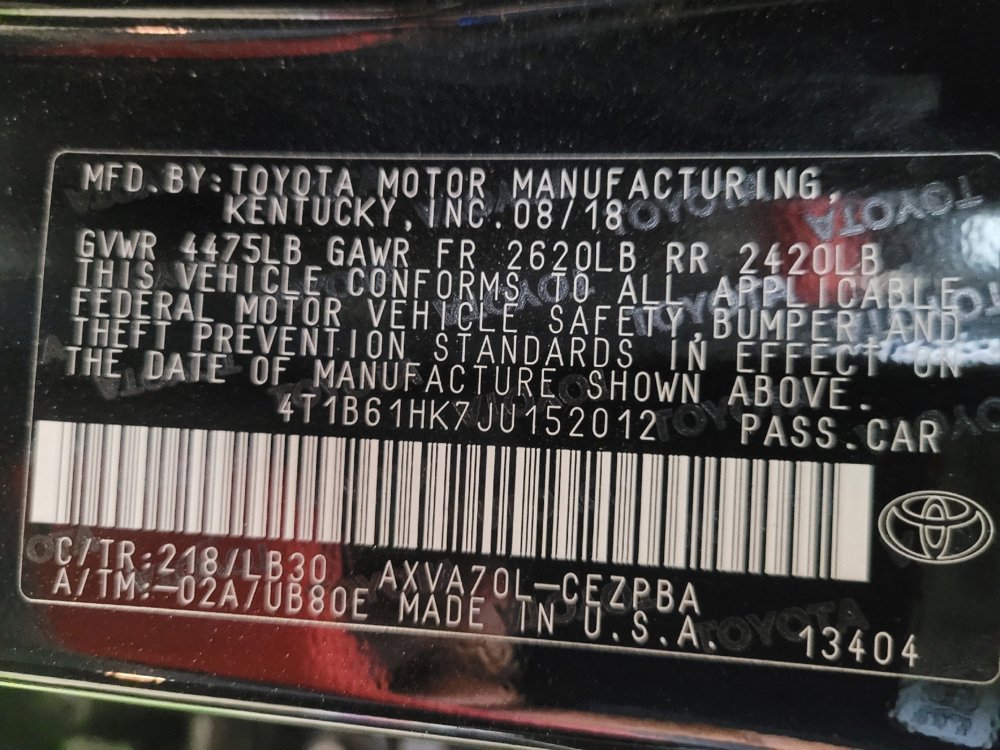 MFD.BY:TOYOTA MOTOR MANUFACTURING,
KENTUCKY, INC. 08/18
GVWR 4475LB GAWR FR 2620LB RR 2420LB
THIS VEHICLE CONFORMS TO ALL APPLICABLE
FEDERAL MOTOR VEHICLE SAFETY,BUMPER AND
THEFT PREVENTION STANDARDS IN EFFECT ON
THE DATE OF MANUFACTURE SHOWN ABOVE.
4T1B61HK7JU152012 PASS.CAR
C/TR:218/LB30 AXVA70L-CEZPBA
A/TM:-02A/UB80E MADE IN U.S.A. 13404